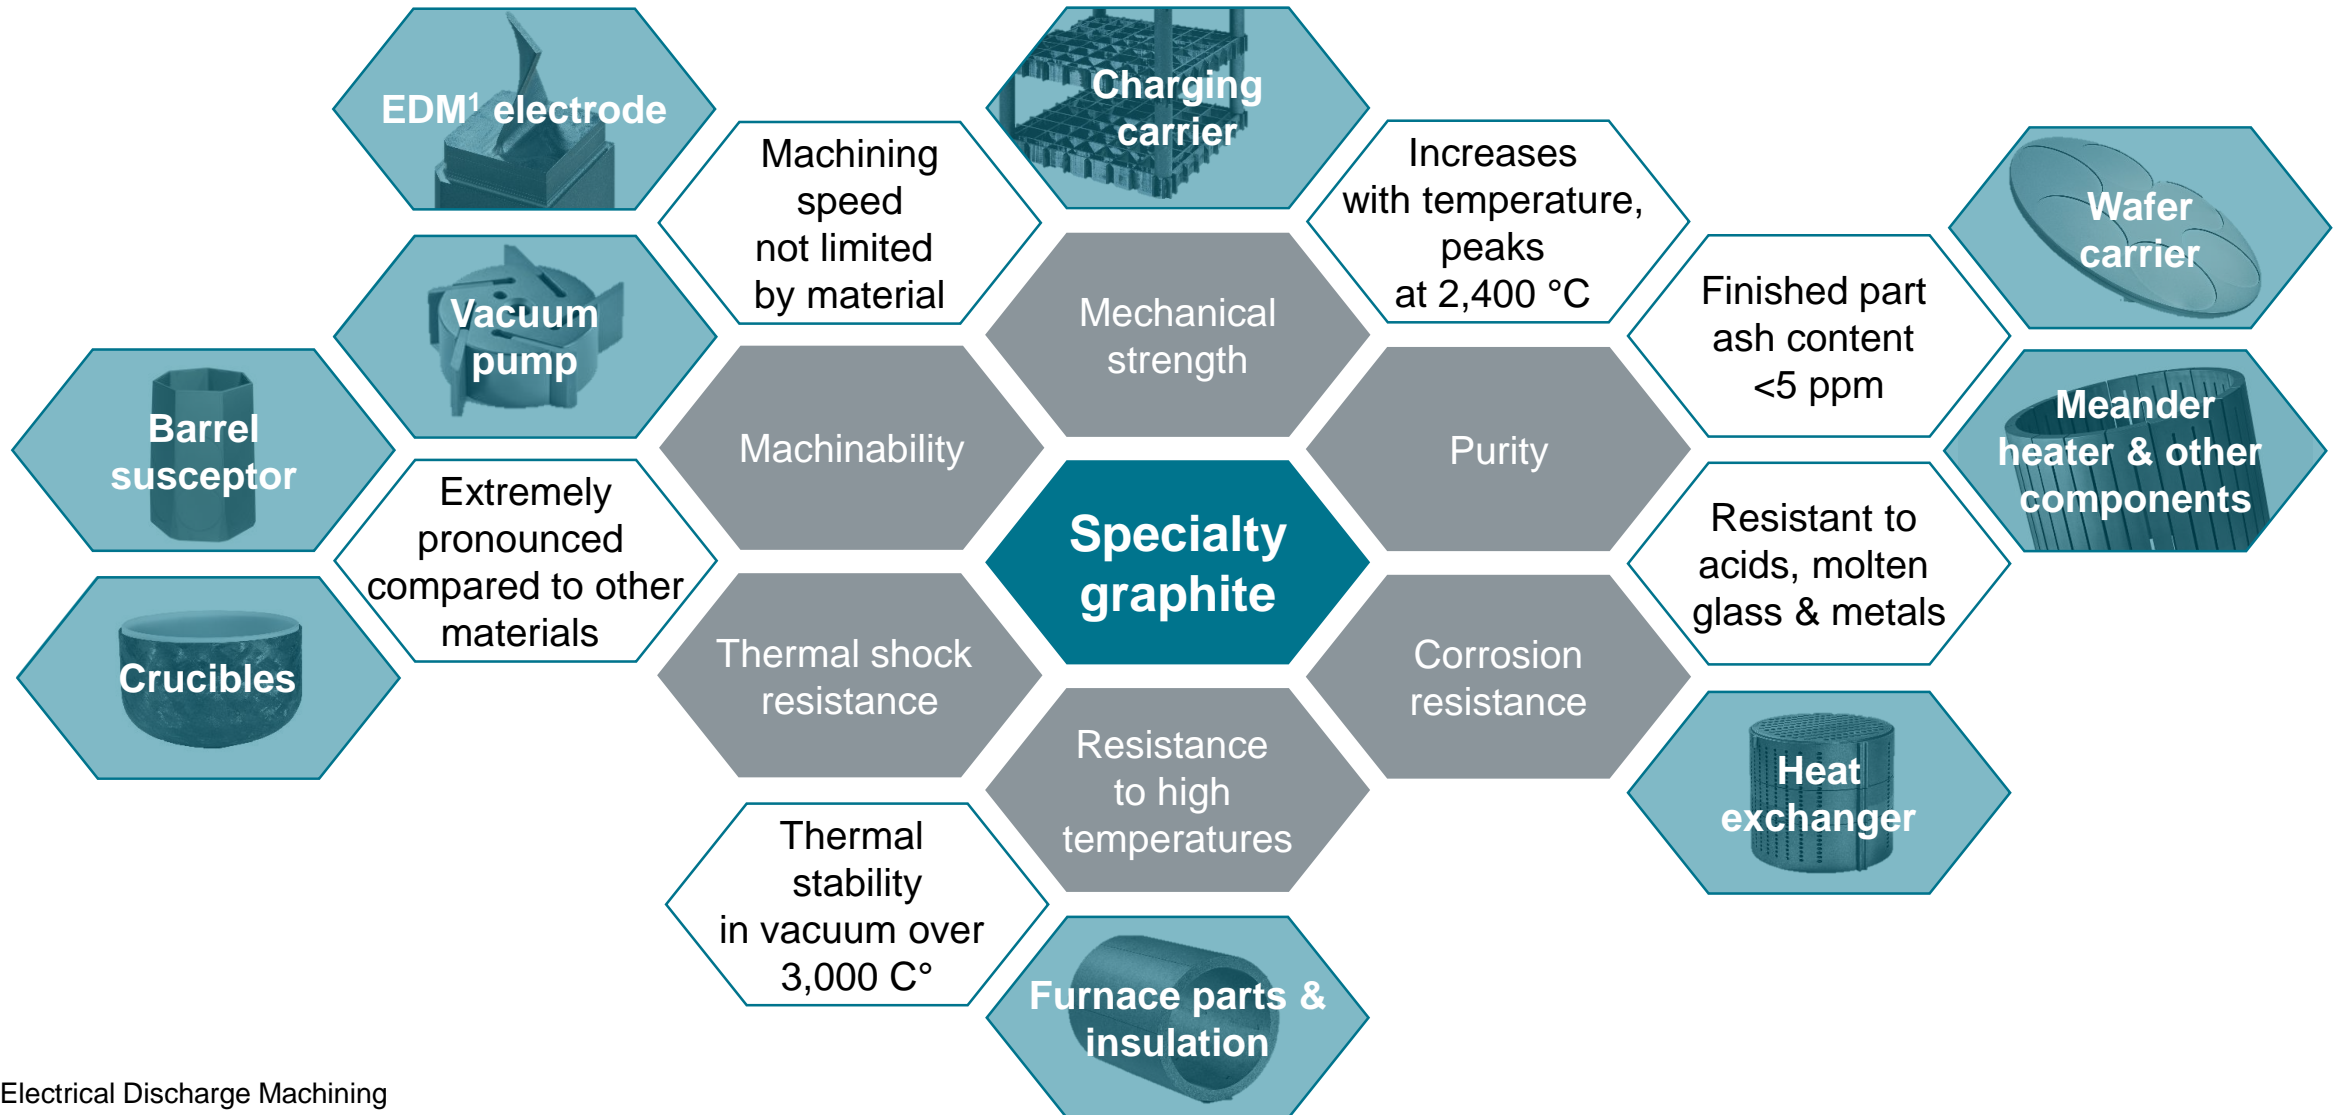 EDM¹ electrode
Charging
carrier
Machining
speed
not limited
by material
Increases
with temperature,
peaks
at 2,400 °C
Wafer
carrier
Vacuum
pump
Mechanical
strength
Finished part
ash content
<5 ppm
Barrel
susceptor
Machinability
Purity
Meander
heater & other
components
Extremely
pronounced
compared to other
materials
Specialty
graphite
Resistant to
acids, molten
glass & metals
Crucibles
Thermal shock
resistance
Corrosion
resistance
Resistance
to high
temperatures
Heat
exchanger
Thermal
stability
in vacuum over
3,000 C°
Furnace parts &
insulation
Electrical Discharge Machining